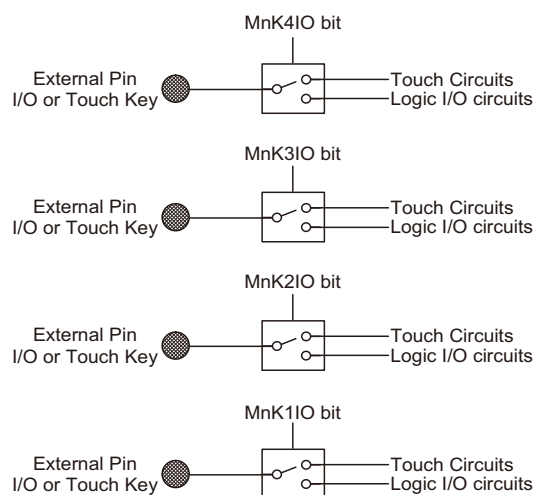 MnK4IO bit
External Pin
I/O or Touch Key
Touch Circuits
Logic I/O circuits
MnK3IO bit
External Pin
I/O or Touch Key
Touch Circuits
Logic I/O circuits
MnK2IO bit
External Pin
I/O or Touch Key
Touch Circuits
Logic I/O circuits
MnK1IO bit
External Pin
I/O or Touch Key
Touch Circuits
Logic I/O circuits